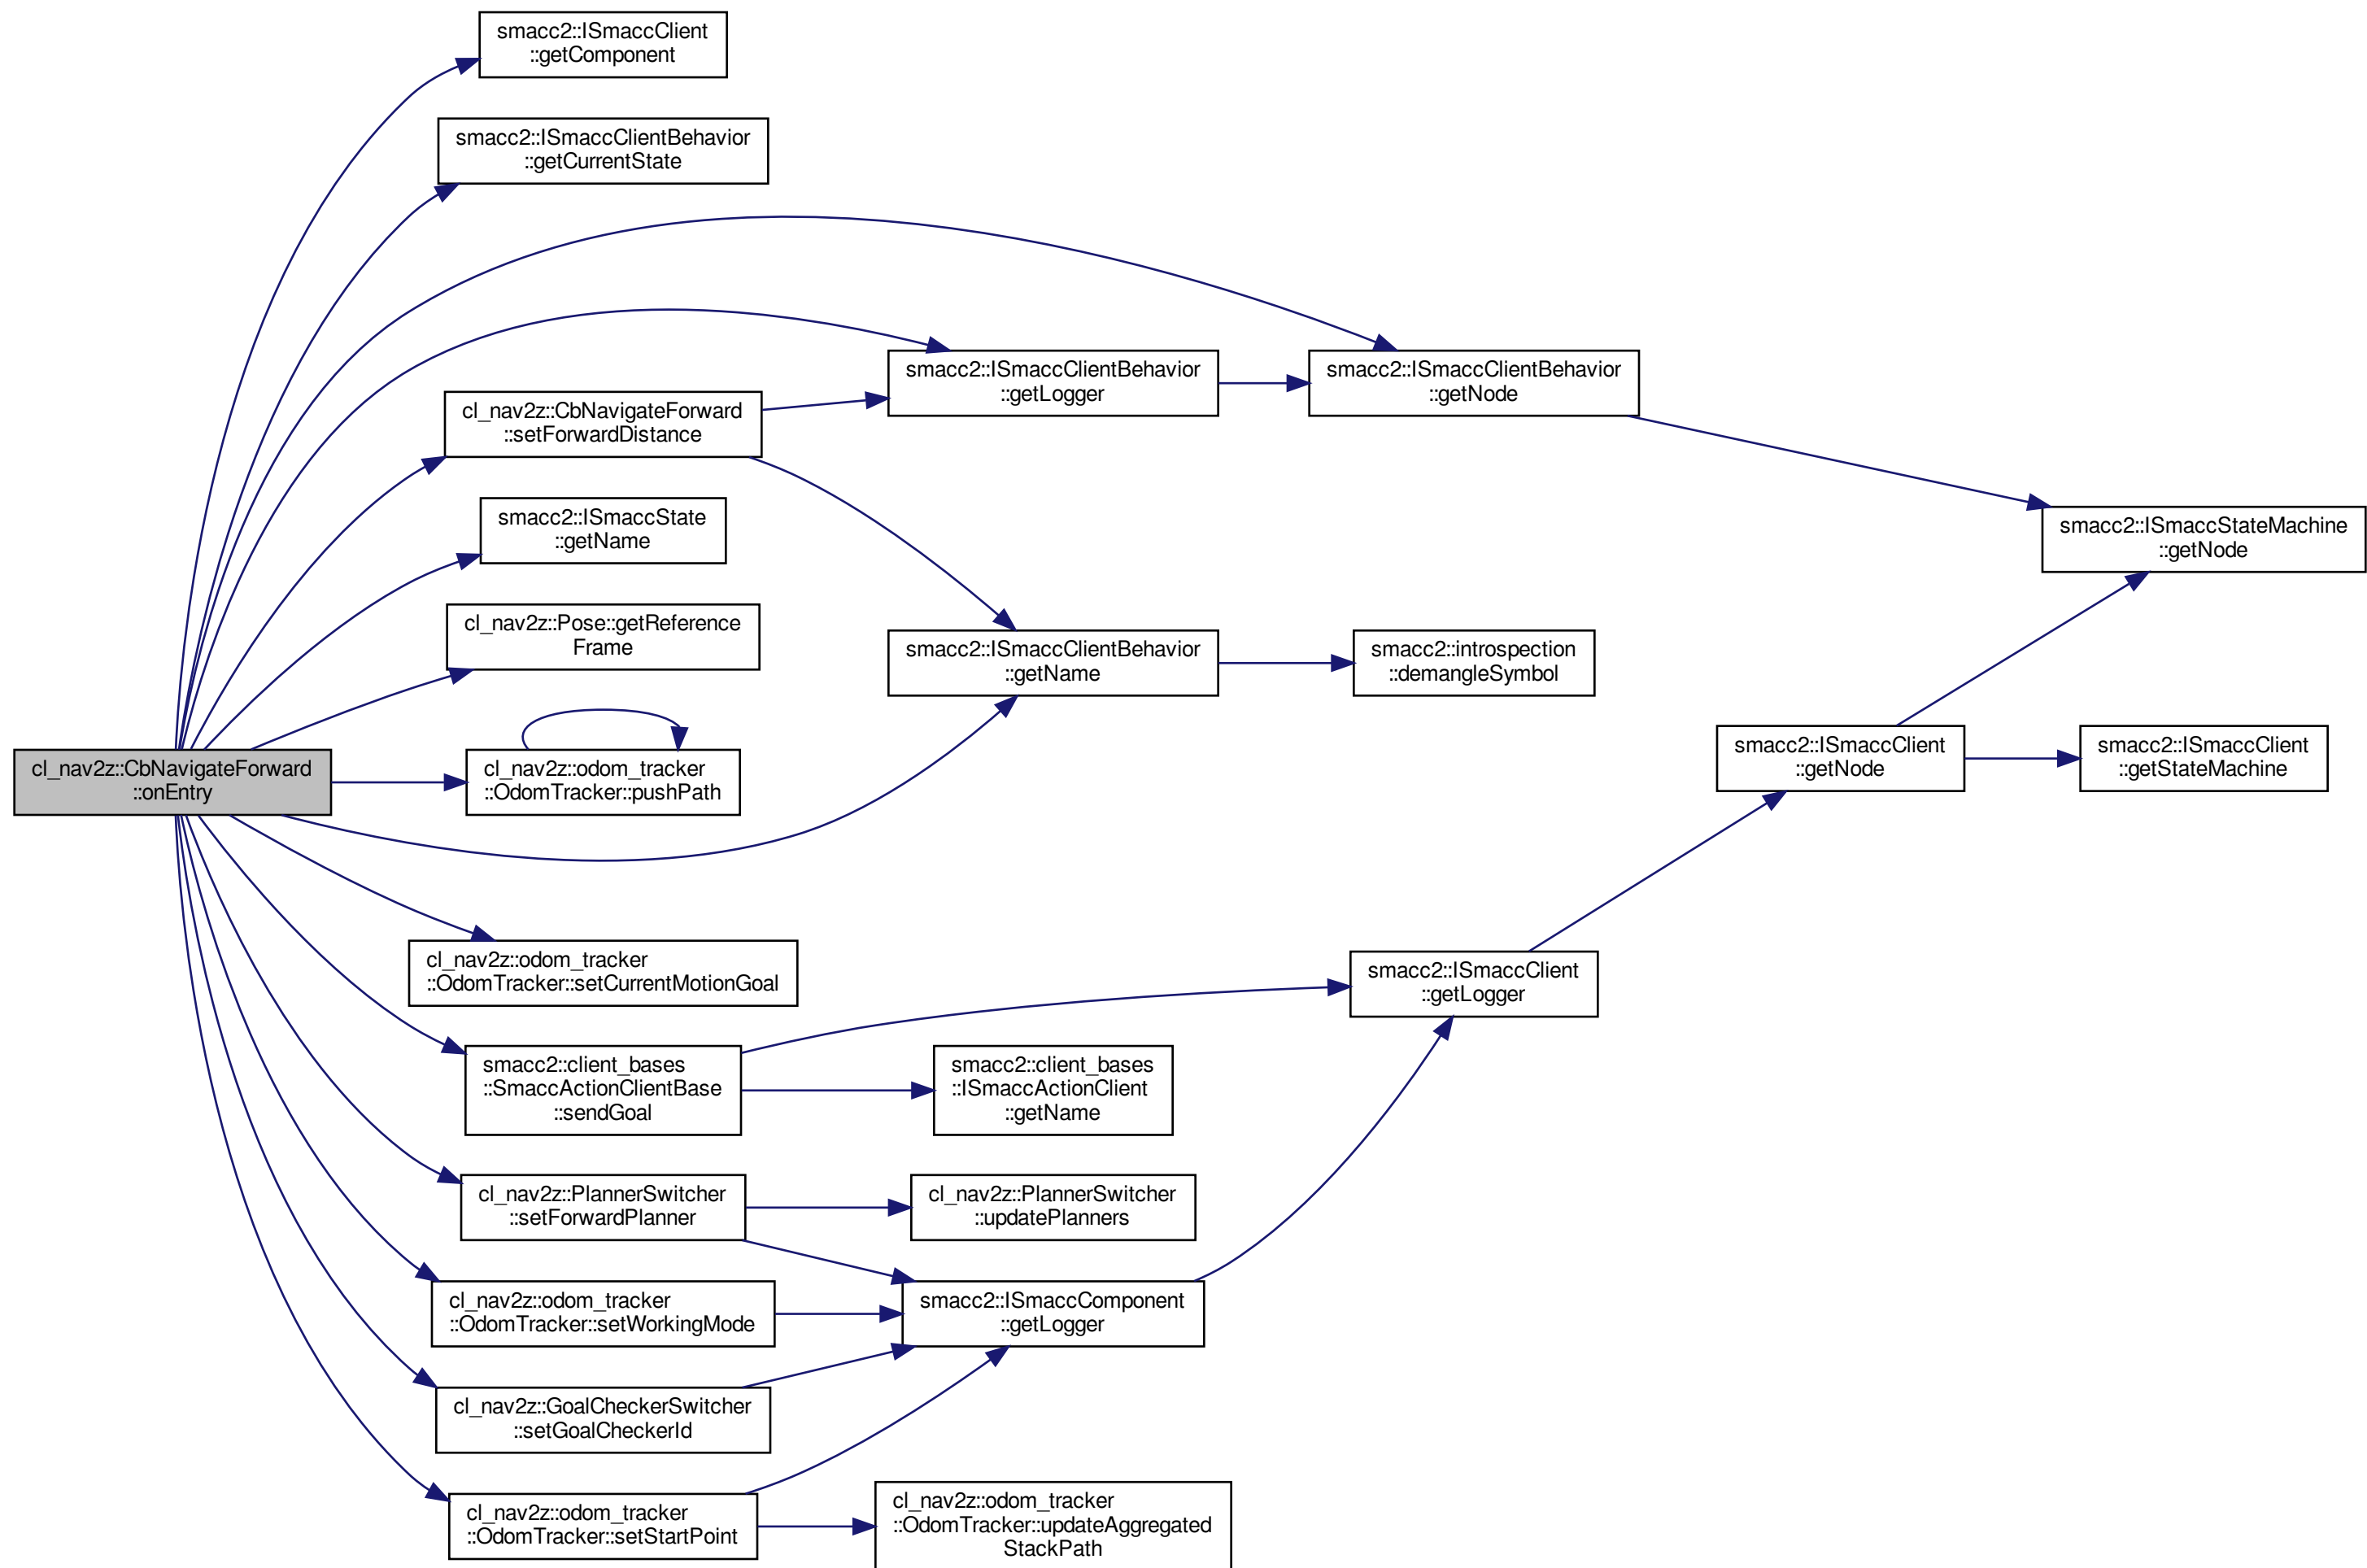 smacc2::ISmaccClient
::getComponent
smacc2::ISmaccClientBehavior
::getCurrentState
smacc2::ISmaccClientBehavior
::getLogger
smacc2::ISmaccClientBehavior
::getNode
cl_nav2z::CbNavigateForward
::setForwardDistance
smacc2::ISmaccState
::getName
smacc2::ISmaccStateMachine
::getNode
cl_nav2z::Pose::getReference
Frame
smacc2::ISmaccClientBehavior
::getName
smacc2::introspection
::demangleSymbol
cl_nav2z::CbNavigateForward
::onEntry
cl_nav2z::odom_tracker
::OdomTracker::pushPath
smacc2::ISmaccClient
::getNode
smacc2::ISmaccClient
::getStateMachine
cl_nav2z::odom_tracker
::OdomTracker::setCurrentMotionGoal
smacc2::ISmaccClient
::getLogger
smacc2::client_bases
::SmaccActionClientBase
::sendGoal
smacc2::client_bases
::ISmaccActionClient
::getName
cl_nav2z::PlannerSwitcher
::setForwardPlanner
cl_nav2z::PlannerSwitcher
::updatePlanners
cl_nav2z::odom_tracker
::OdomTracker::setWorkingMode
smacc2::ISmaccComponent
::getLogger
cl_nav2z::GoalCheckerSwitcher
::setGoalCheckerId
cl_nav2z::odom_tracker
::OdomTracker::setStartPoint
cl_nav2z::odom_tracker
::OdomTracker::updateAggregated
StackPath